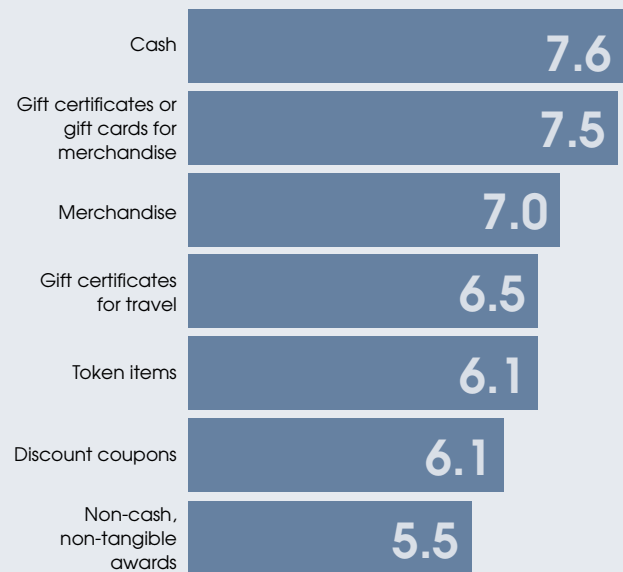 Cash
7.6
Gift certificates or
gift cards for
merchandise
7.5
Merchandise
7.0
Gift certificates
for travel
6.5
Token items
6.1
Discount coupons
6.1
Non-cash,
non-tangible
awards
5.5